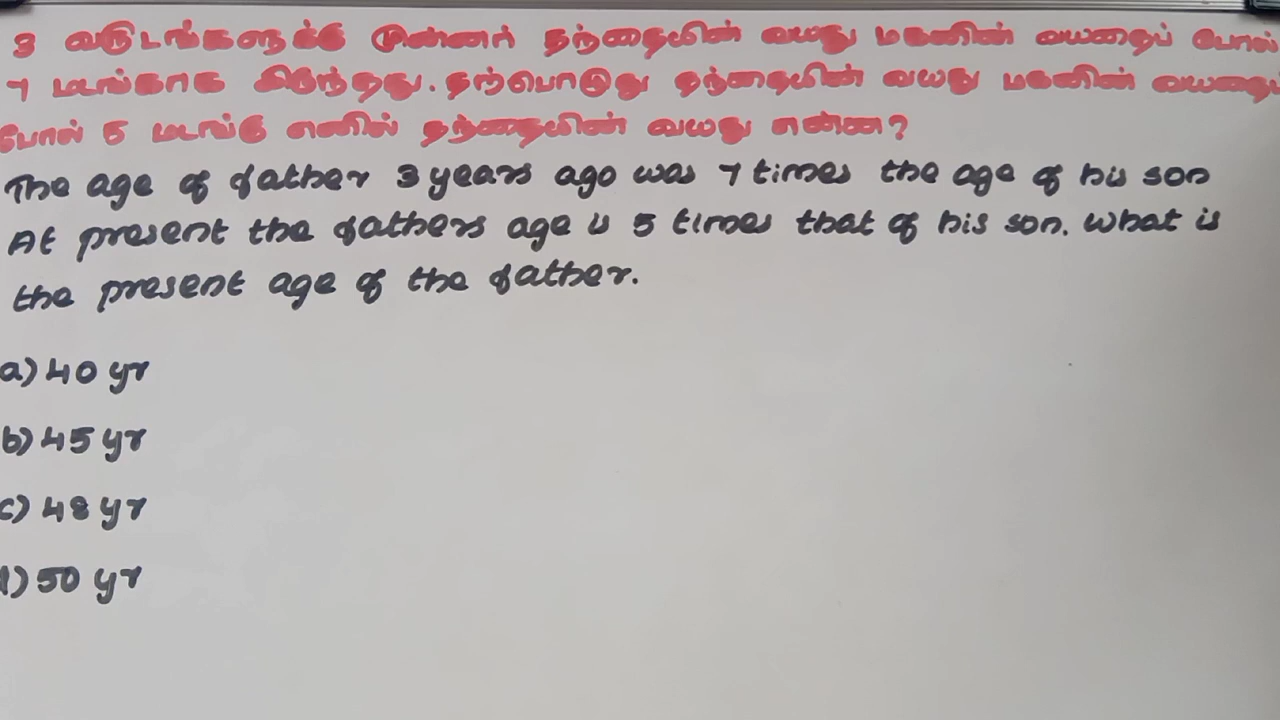 3 வருடங்களுக்கு முன்னர் தந்தையின் வயது மகனின் வயதைப் போல்
7 மடங்காக இருந்தது. தற்பொழுது தந்தையின் வயது மகனின் வயதைப்
போல் 5 மடங்கு எனில் தந்தையின் வயது என்ன?
The age of father 3 years ago was 7 times the age of his son
At present the fathers age is 5 times that of his son. What is
the present age of the father.
a) 40 yr
b) 45 yr
c) 48 yr
d) 50 yr